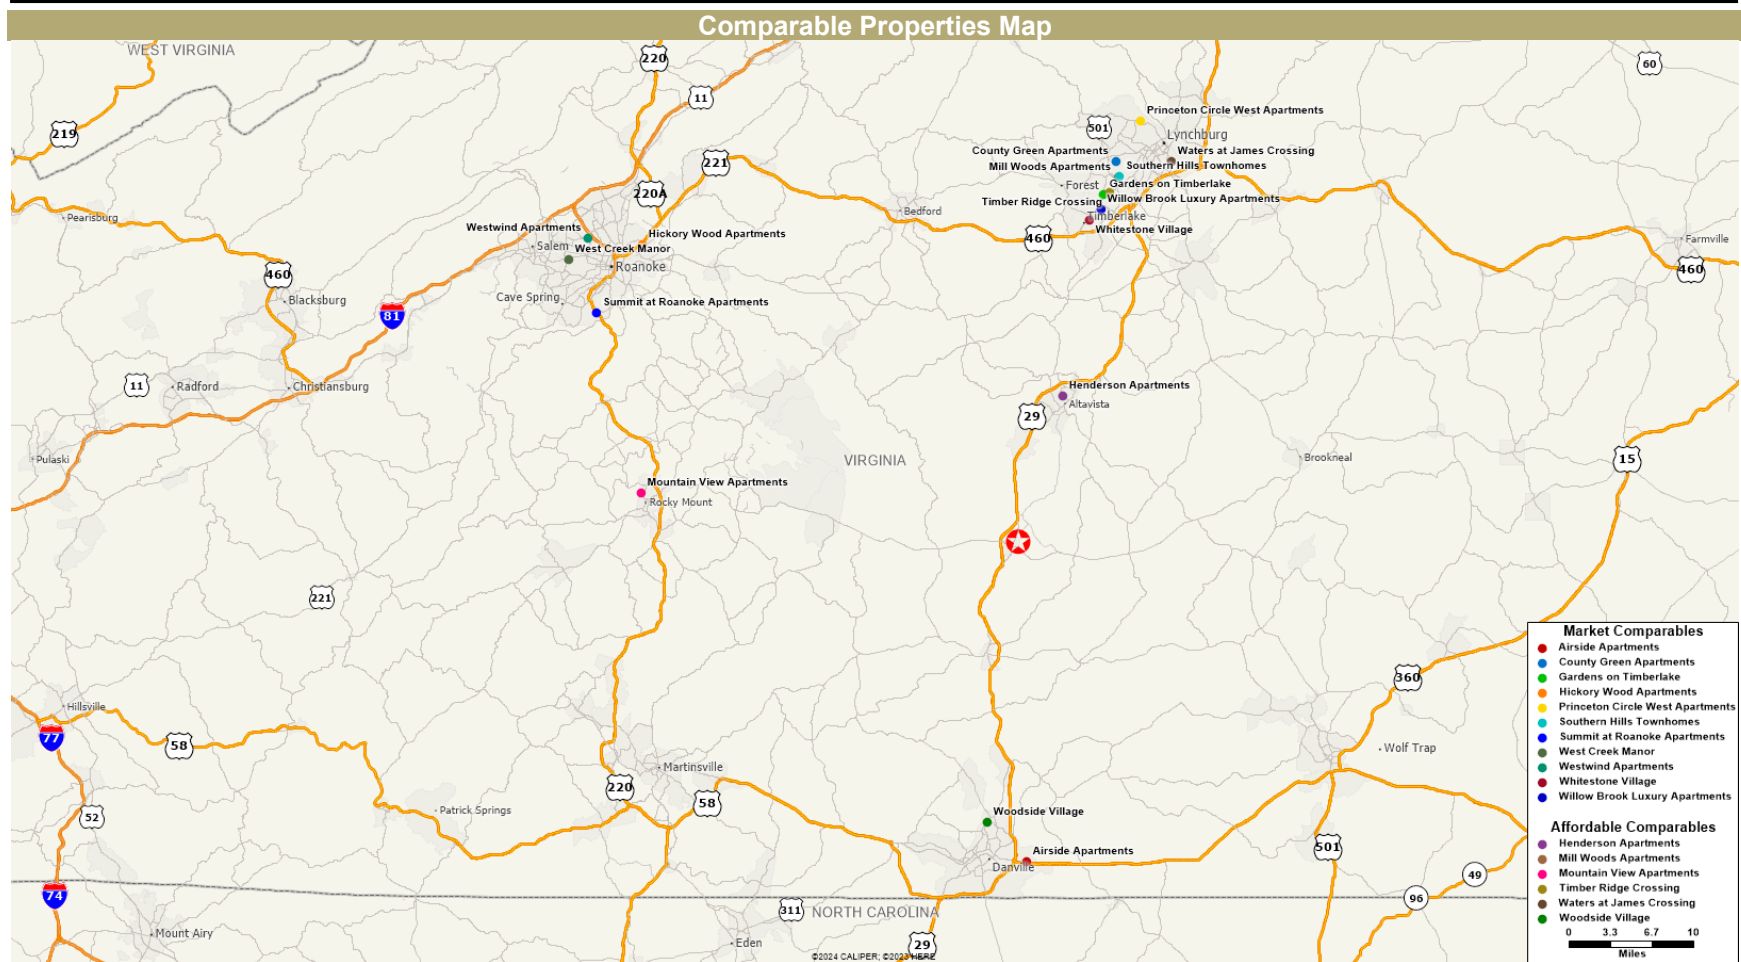 Comparable Properties Map
WEST VIRGINIA
220
60
11
219
Princeton Circle West Apartments
501
Lynchburg
County Green Apartments
Waters at James Crossing
Mill Woods Apartments
Southern Hills Townhomes
221
Forest
Gardens on Timberlake
220A
Timber Ridge Crossing
Willow Brook Luxury Apartments
Pearisburg
Bedford
Timberlake
Westwind Apartments
Hickory Wood Apartments
Whitestone Village
460
Farmville
Salem
West Creek Manor
Roanoke
460
460
Cave Spring
Blacksburg
Summit at Roanoke Apartments
81
11
Radford
Christiansburg
Henderson Apartments
Altavista
29
Pulaski
VIRGINIA
Brookneal
15
Mountain View Apartments
Rocky Mount
221
360
Hillsville
77
58
Wolf Trap
Martinsville
220
58
52
Patrick Springs
Woodside Village
501
Airside Apartments
Danville
49
74
96
311
NORTH CAROLINA
Mount Airy
Eden
29
©2024 CALIPER; ©2023 HERE
Market Comparables
Airside Apartments
County Green Apartments
Gardens on Timberlake
Hickory Wood Apartments
Princeton Circle West Apartments
Southern Hills Townhomes
Summit at Roanoke Apartments
West Creek Manor
Westwind Apartments
Whitestone Village
Willow Brook Luxury Apartments
Affordable Comparables
Henderson Apartments
Mill Woods Apartments
Mountain View Apartments
Timber Ridge Crossing
Waters at James Crossing
Woodside Village
0 3.3 6.7 10
Miles